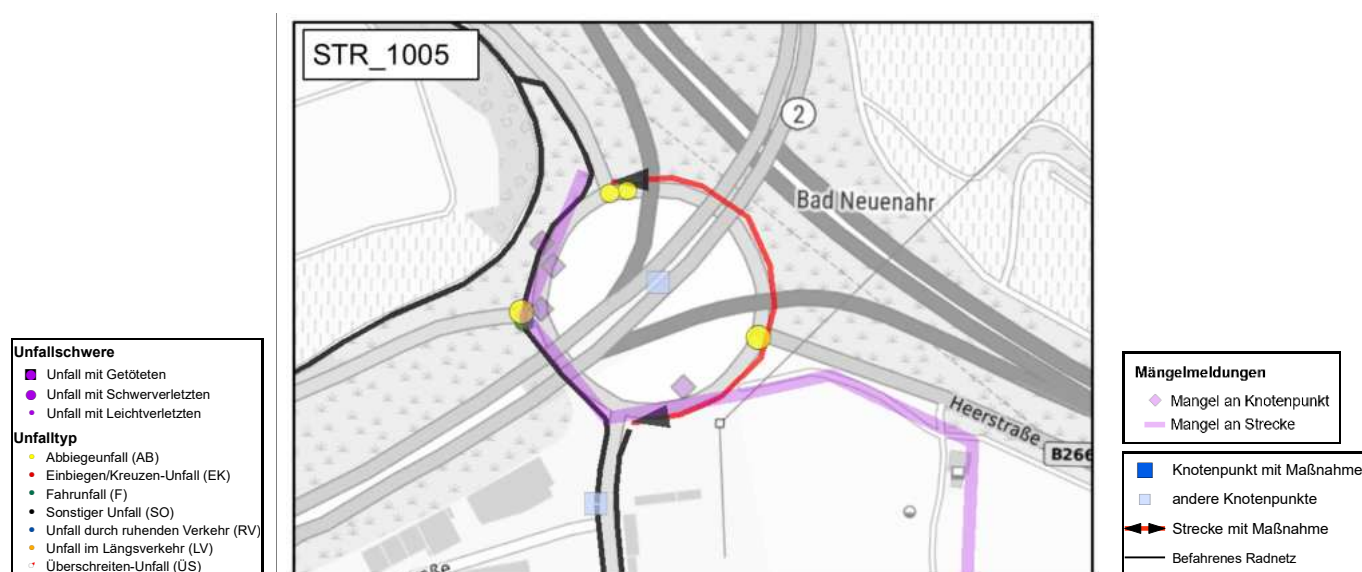 STR_1005
2
Bad Neuenahr
Heerstraße
B266
Unfallschwere
Unfall mit Getöteten
Unfall mit Schwerverletzten
Unfall mit Leichtverletzten
Unfalltyp
Abbiegeunfall (AB)
Einbiegen/Kreuzen-Unfall (EK)
Fahrunfall (F)
Sonstiger Unfall (SO)
Unfall durch ruhenden Verkehr (RV)
Unfall im Längsverkehr (LV)
Überschreiten-Unfall (ÜS)
Mängelmeldungen
Mangel an Knotenpunkt
Mangel an Strecke
Knotenpunkt mit Maßnahme
andere Knotenpunkte
Strecke mit Maßnahme
Befahrenes Radnetz